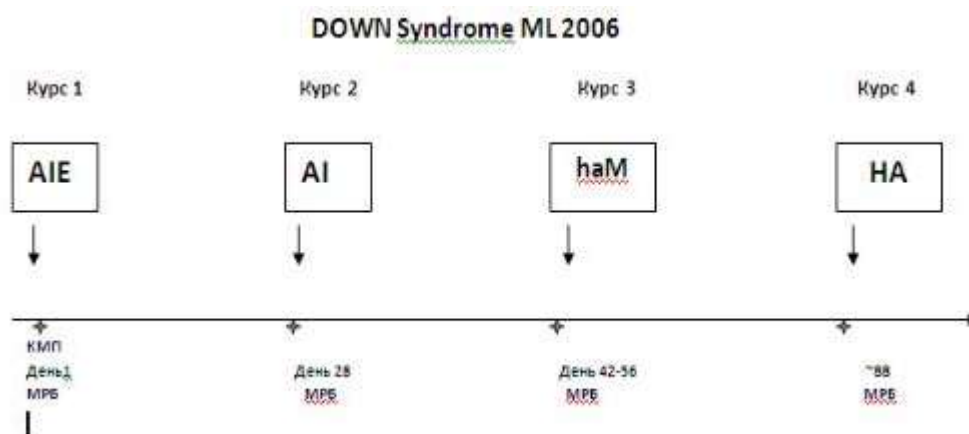 DOWN Syndrome ML 2006
Курс 1 Курс 2 Курс 3 Курс 4
AIE AI haM HA
КМП
День1 День 28 День 42-56 ~88
МРБ МРБ МРБ МРБ